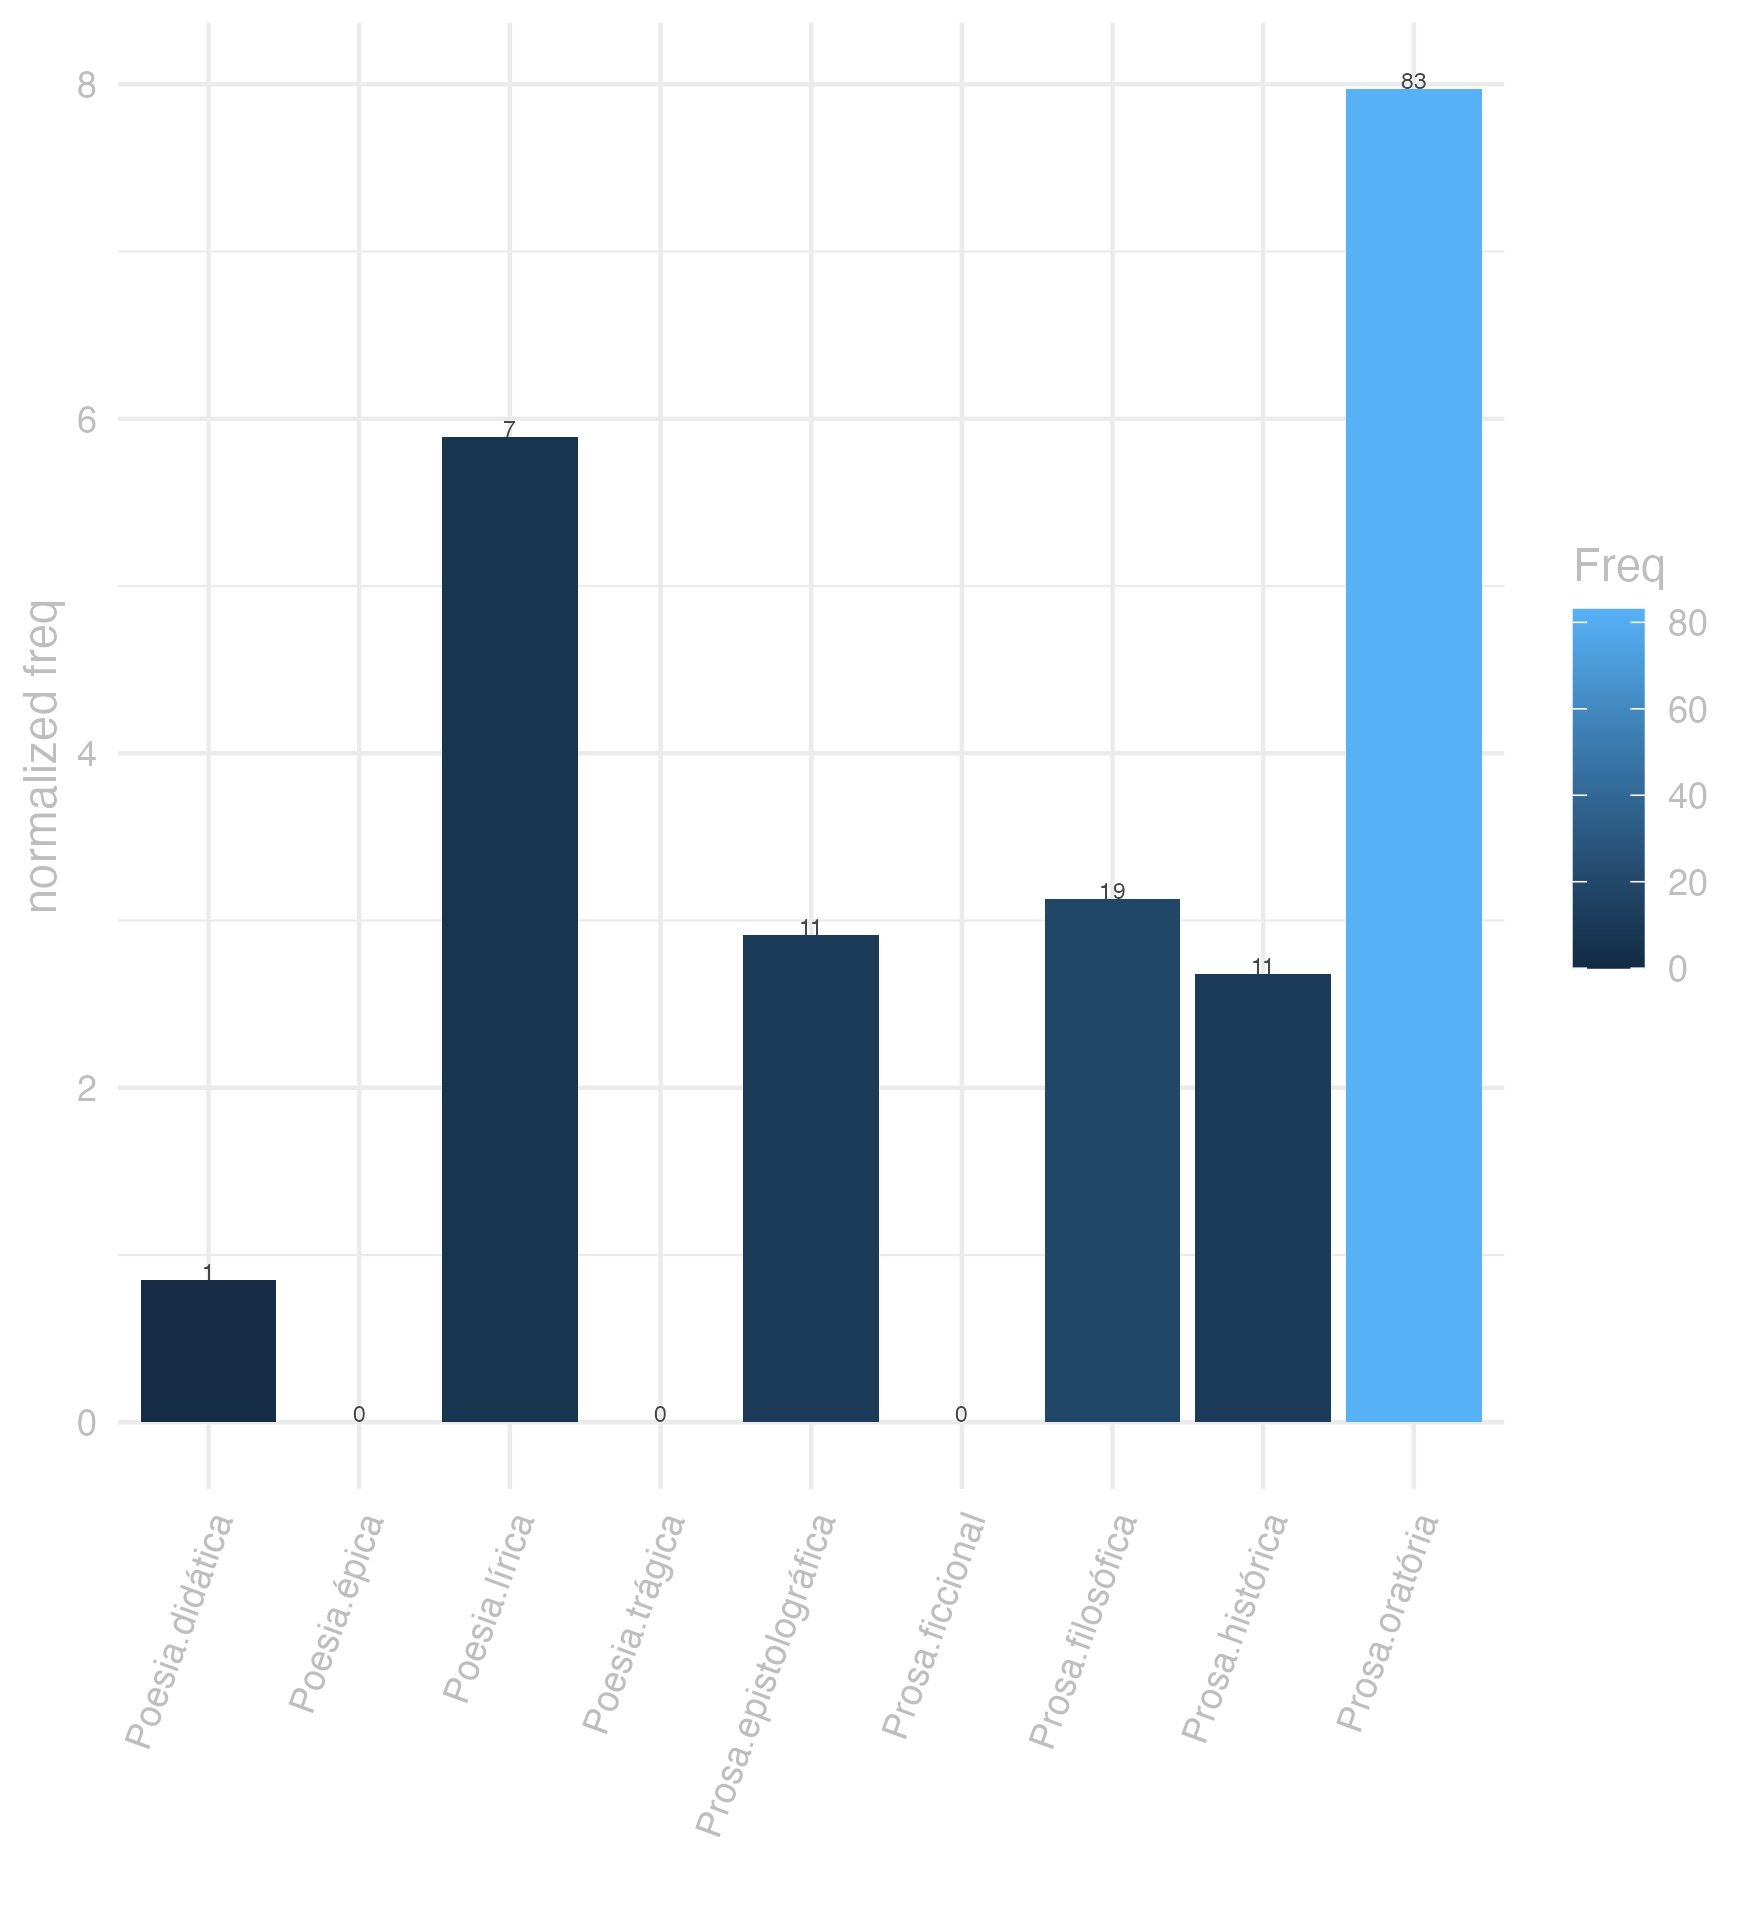 normalized freq
8
6
4
2
0
1
0
7
0
11
0
19
11
83
Poesia.didática
Poesia.épica
Poesia.lírica
Poesia.trágica
Prosa.epistolográfica
Prosa.ficcional
Prosa.filosófica
Prosa.histórica
Prosa.oratória
Freq
80
60
40
20
0